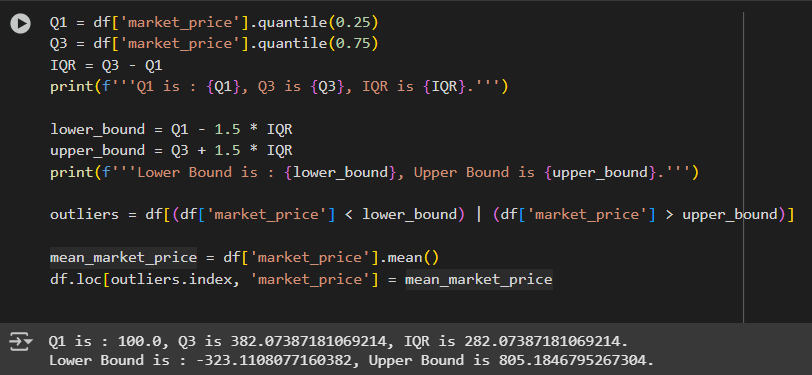 Q1 = df['market_price'].quantile(0.25)
Q3 = df['market_price'].quantile(0.75)
IQR = Q3 - Q1
print(f'''Q1 is : {Q1}, Q3 is {Q3}, IQR is {IQR}.''')
lower_bound = Q1 - 1.5 * IQR
upper_bound = Q3 + 1.5 * IQR
print(f'''Lower Bound is : {lower_bound}, Upper Bound is {upper_bound}.''')
outliers = df[(df['market_price'] < lower_bound) | (df['market_price'] > upper_bound)]
mean_market_price = df['market_price'].mean()
df.loc[outliers.index, 'market_price'] = mean_market_price
Q1 is : 100.0, Q3 is 382.07387181069214, IQR is 282.07387181069214.
Lower Bound is : -323.1108077160382, Upper Bound is 805.1846795267304.